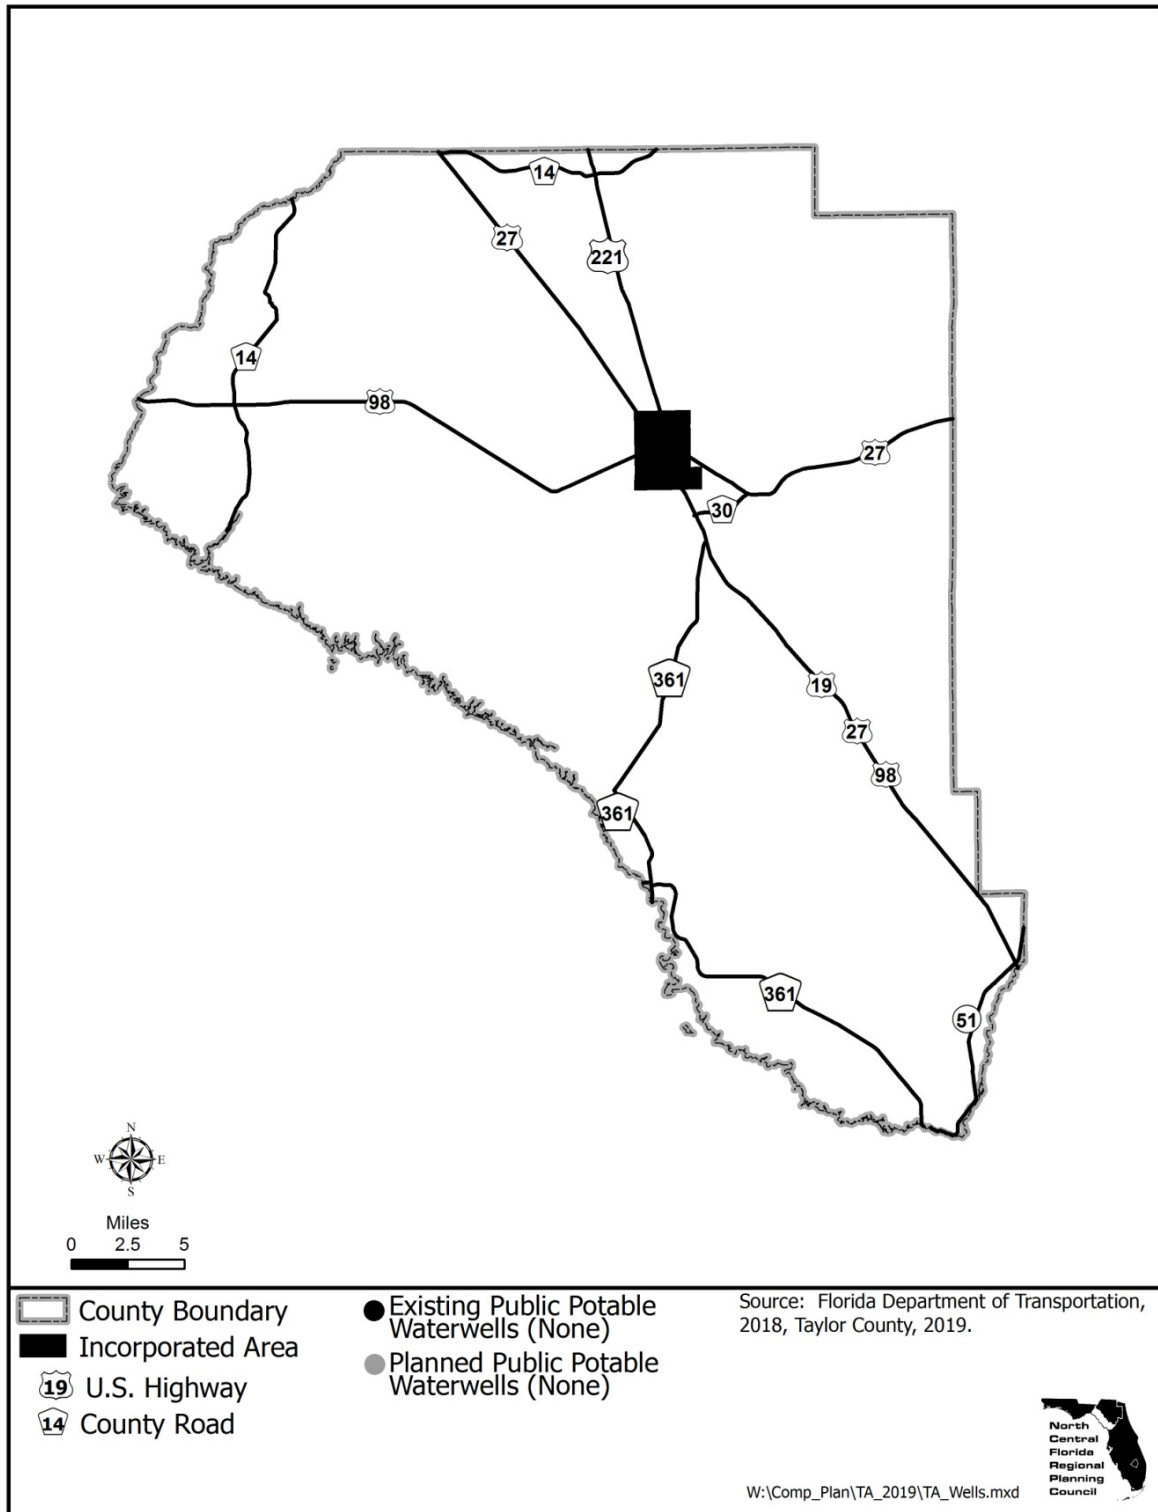 14
27
221
14
98
27
30
361
19
27
98
361
361
51
N
W E
S
Miles
0 2.5 5
County Boundary
Incorporated Area
19 U.S. Highway
14 County Road
Existing Public Potable
Waterwells (None)
Planned Public Potable
Waterwells (None)
Source: Florida Department of Transportation,
2018, Taylor County, 2019.
North
Central
Florida
Regional
Planning
Council
W:\Comp_Plan\TA_2019\TA_Wells.mxd